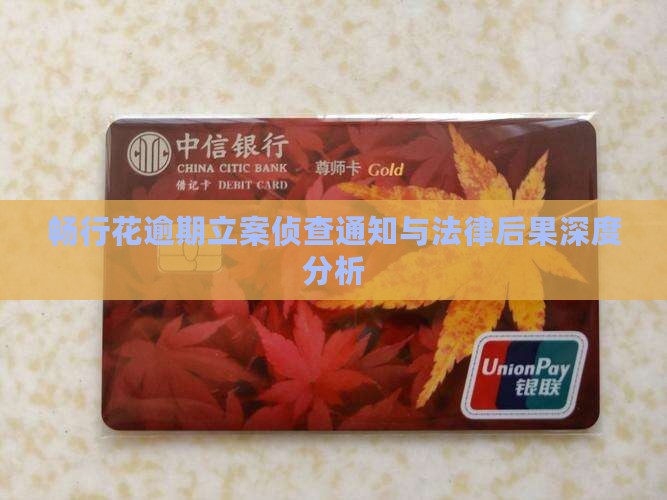 中信银行
CHINA CITIC BANK
借记卡 DEBIT CARD
尊师卡 Gold
畅行花逾期立案侦查通知与法律后果深度
分析
UnionPay
银联